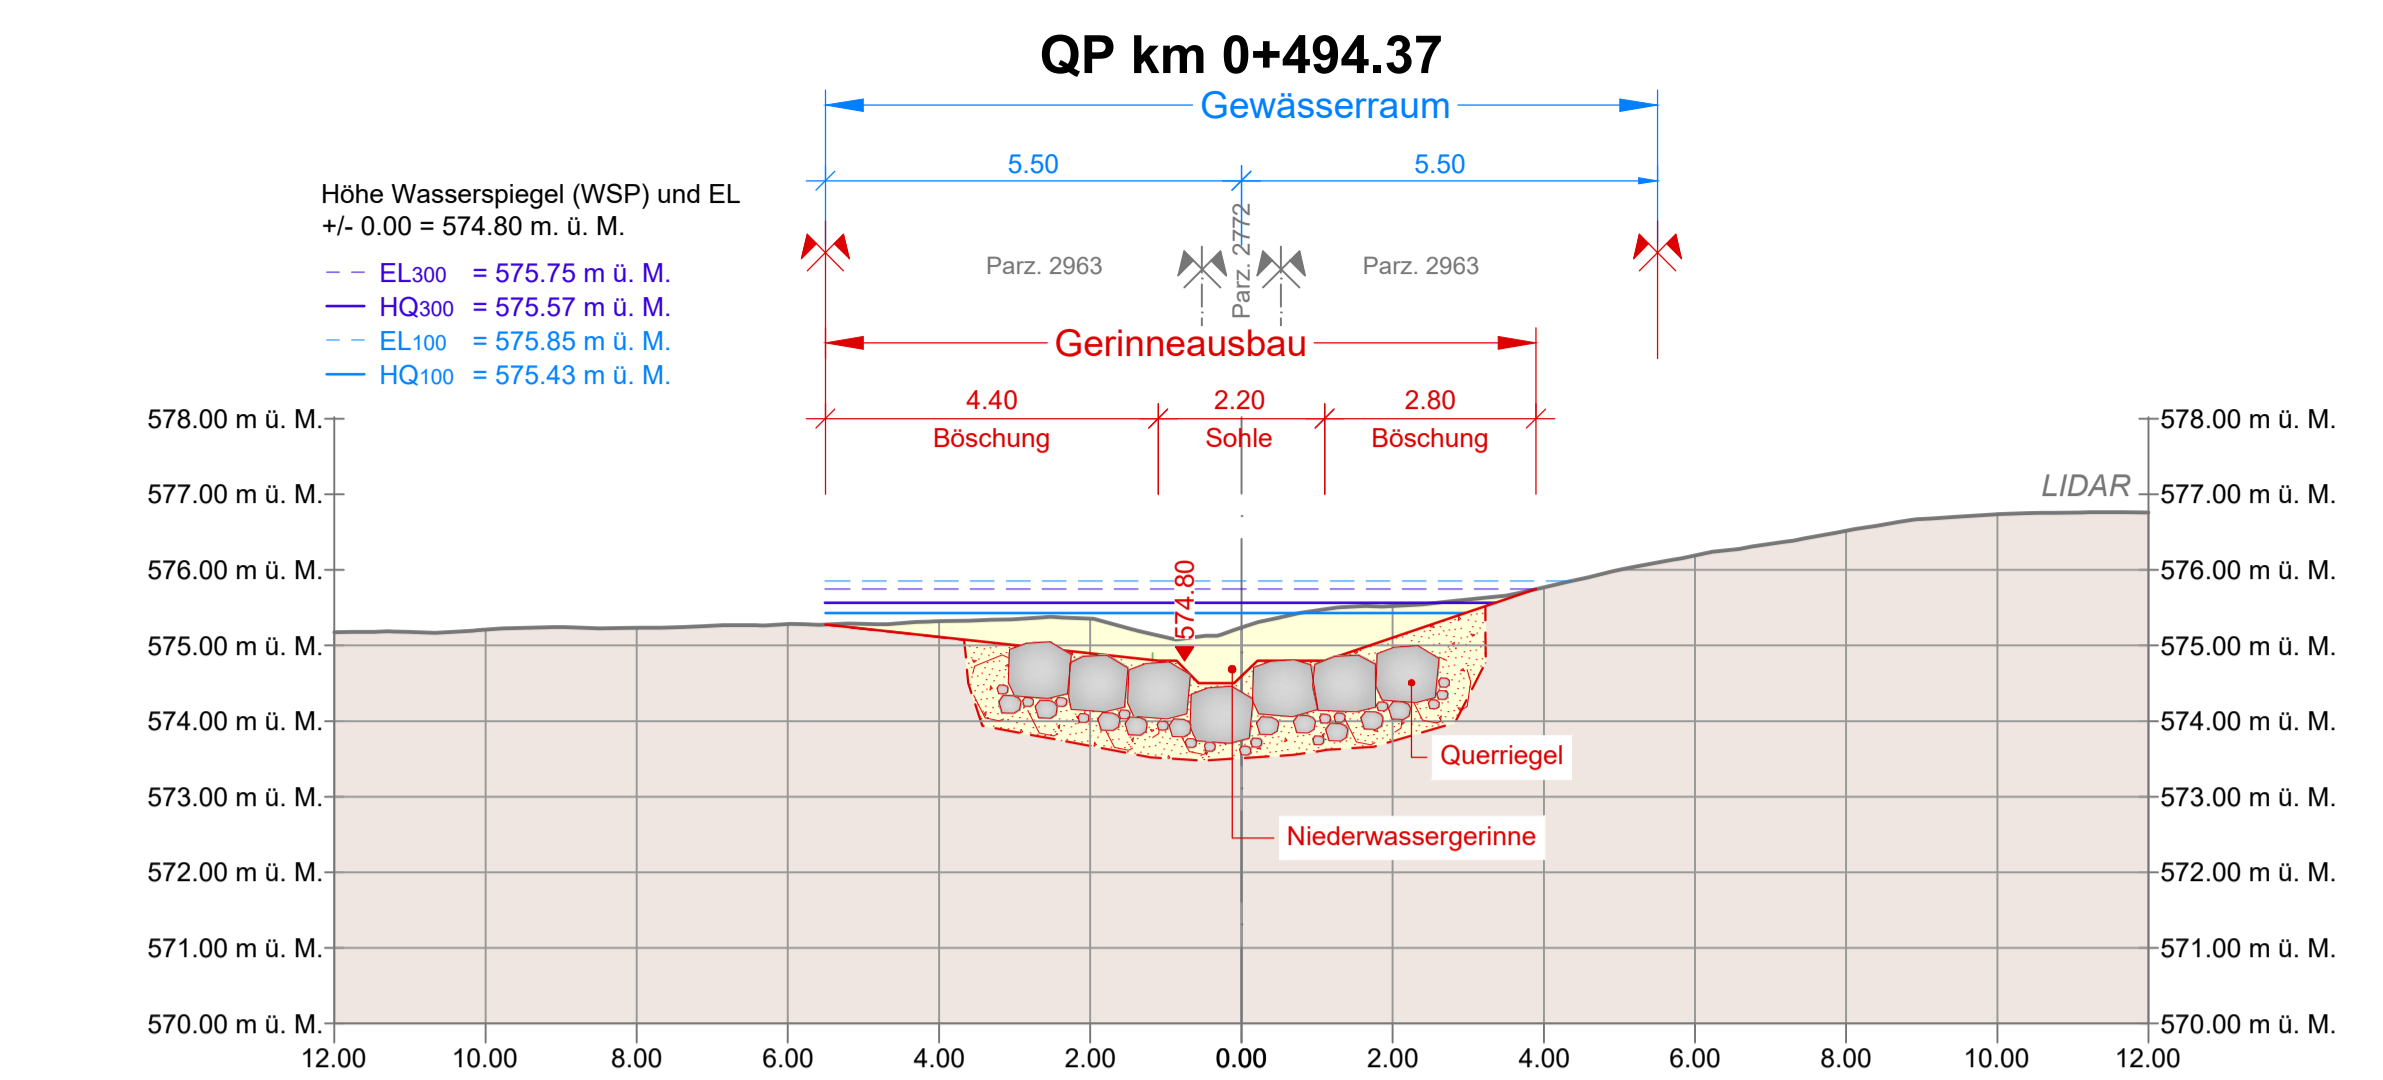 QP km 0+494.37
Gewässerraum
5.50 5.50
Höhe Wasserspiegel (WSP) und EL
+/- 0.00 = 574.80 m. ü. M.
EL300 = 575.75 m ü. M.
HQ300 = 575.57 m ü. M.
EL100 = 575.85 m ü. M.
HQ100 = 575.43 m ü. M.
Parz. 2963
Parz. 2772
Parz. 2963
Gerinneausbau
4.40 2.20 2.80
Böschung Sohle Böschung
578.00 m ü. M. 578.00 m ü. M.
577.00 m ü. M. 577.00 m ü. M.
LIDAR
576.00 m ü. M. 576.00 m ü. M.
574.80
575.00 m ü. M. 575.00 m ü. M.
574.00 m ü. M. 574.00 m ü. M.
Querriegel
573.00 m ü. M. 573.00 m ü. M.
Niederwassergerinne
572.00 m ü. M. 572.00 m ü. M.
571.00 m ü. M. 571.00 m ü. M.
570.00 m ü. M. 570.00 m ü. M.
12.00 10.00 8.00 6.00 4.00 2.00 0.00 2.00 4.00 6.00 8.00 10.00 12.00